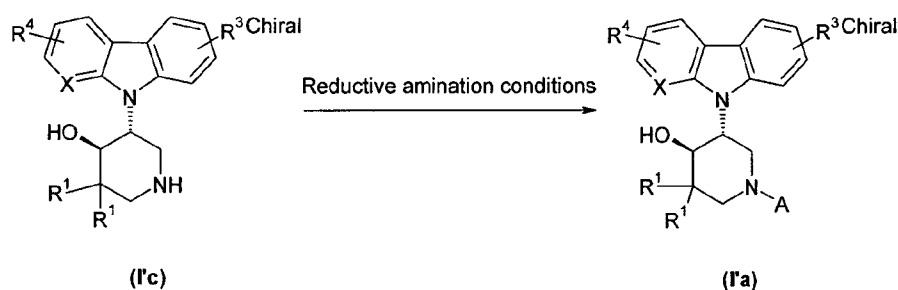 R⁴ R³Chiral
X
N
HO
NH
R¹
R¹
(I'c)
Reductive amination conditions
R⁴ R³Chiral
X
N
HO
N
A
R¹
R¹
(I'a)